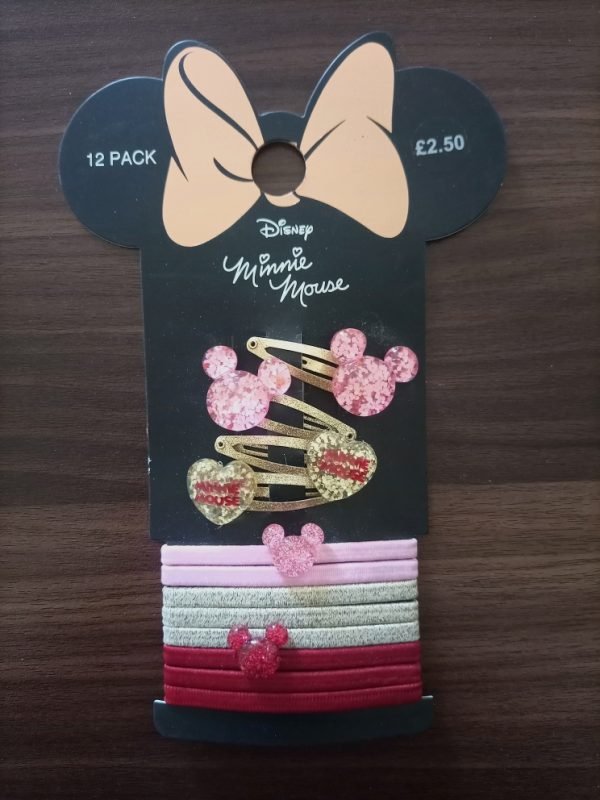 12 PACK
£2.50
Disney
Minnie
Mouse
MINNIE
MOUSE
MINNIE
MOUSE